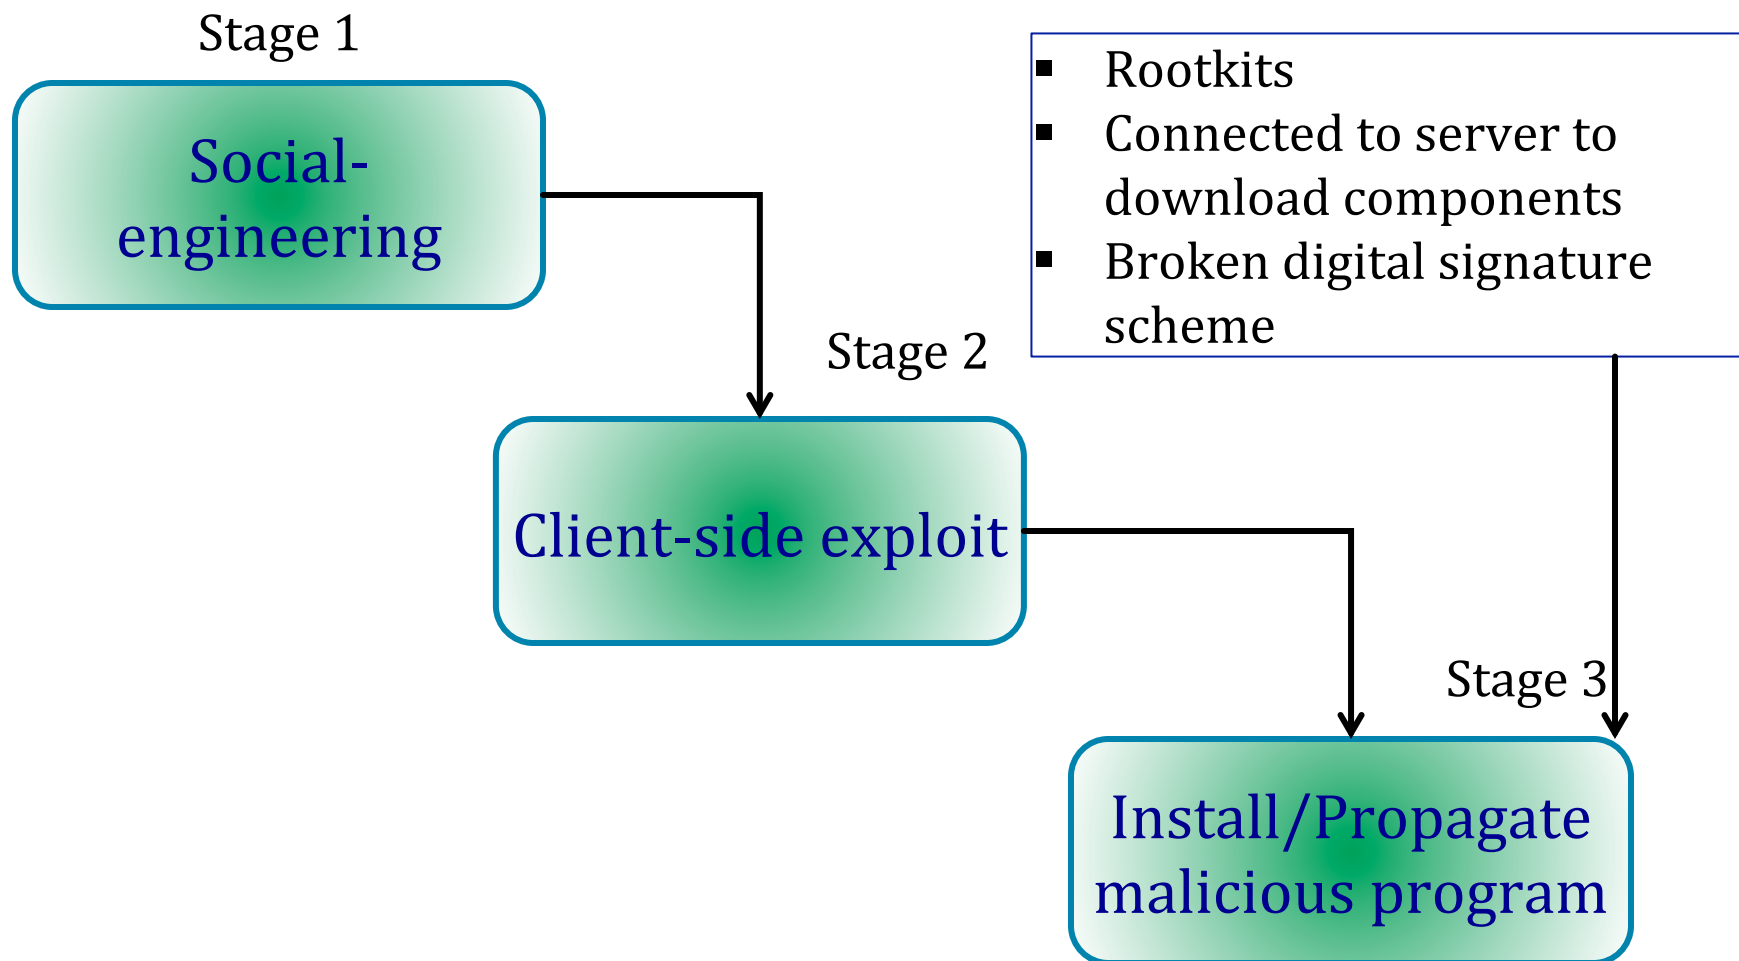 Stage 1
Social-
engineering
Stage 2
Client-side exploit
▪ Rootkits
▪ Connected to server to
download components
▪ Broken digital signature
scheme
Stage 3
Install/Propagate
malicious program